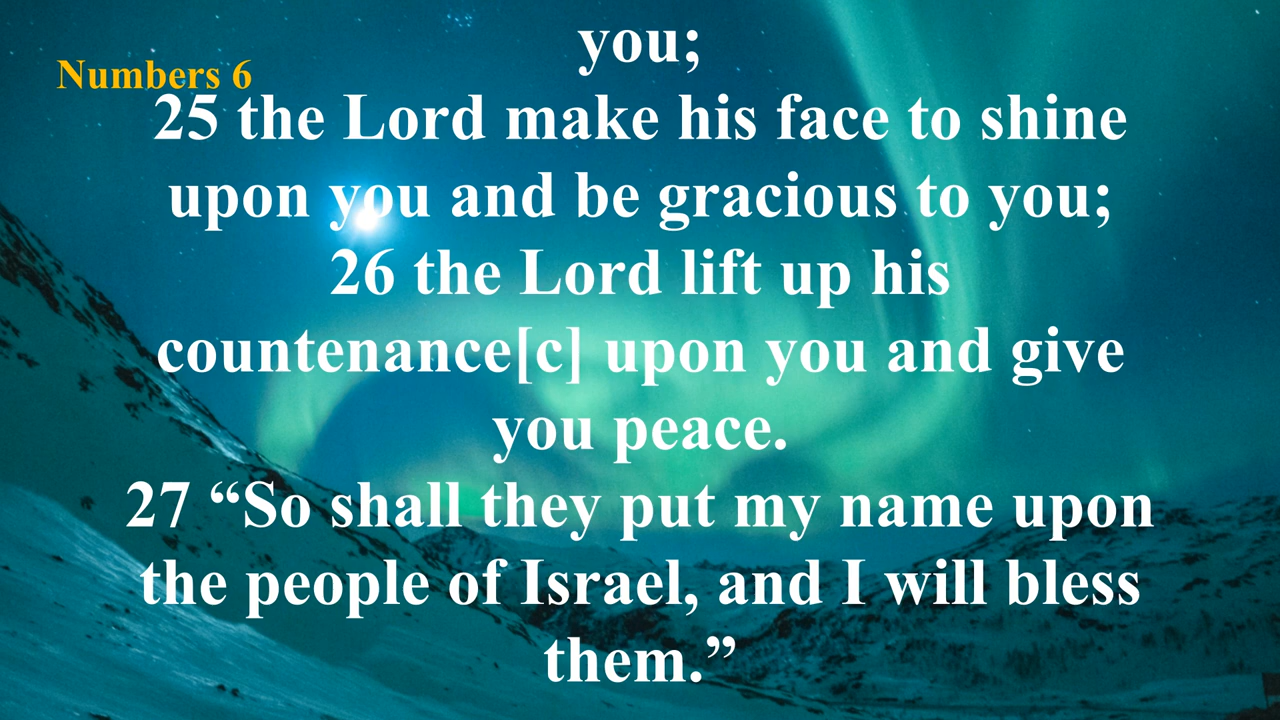 you;
Numbers 6
25 the Lord make his face to shine
upon you and be gracious to you;
26 the Lord lift up his
countenance[c] upon you and give
you peace.
27 “So shall they put my name upon
the people of Israel, and I will bless
them.”